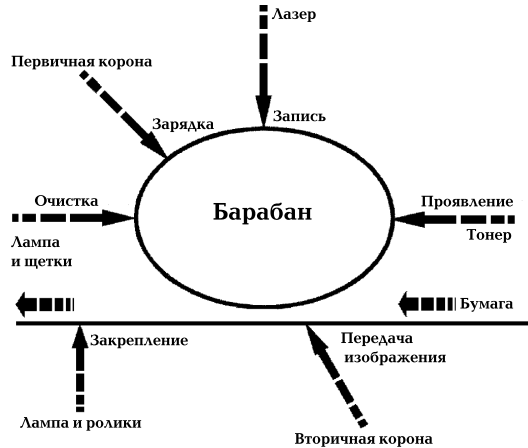 Лазер
Первичная корона
Зарядка
Запись
Очистка
Барабан
Проявление
Лампа
и щетки
Тонер
Бумага
Закрепление
Передача
изображения
Лампа и ролики
Вторичная корона